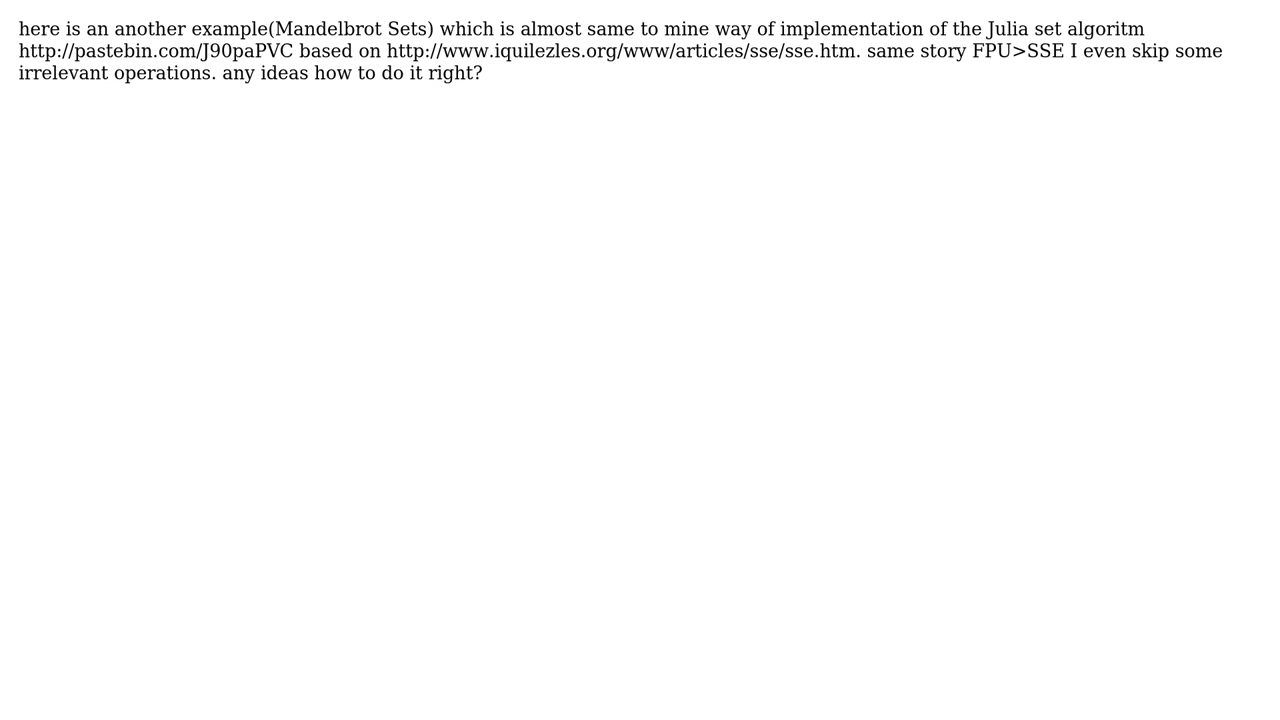 here is an another example(Mandelbrot Sets) which is almost same to mine way of implementation of the Julia set algoritm
http://pastebin.com/J90paPVC based on http://www.iquilezles.org/www/articles/sse/sse.htm. same story FPU>SSE I even skip some
irrelevant operations. any ideas how to do it right?